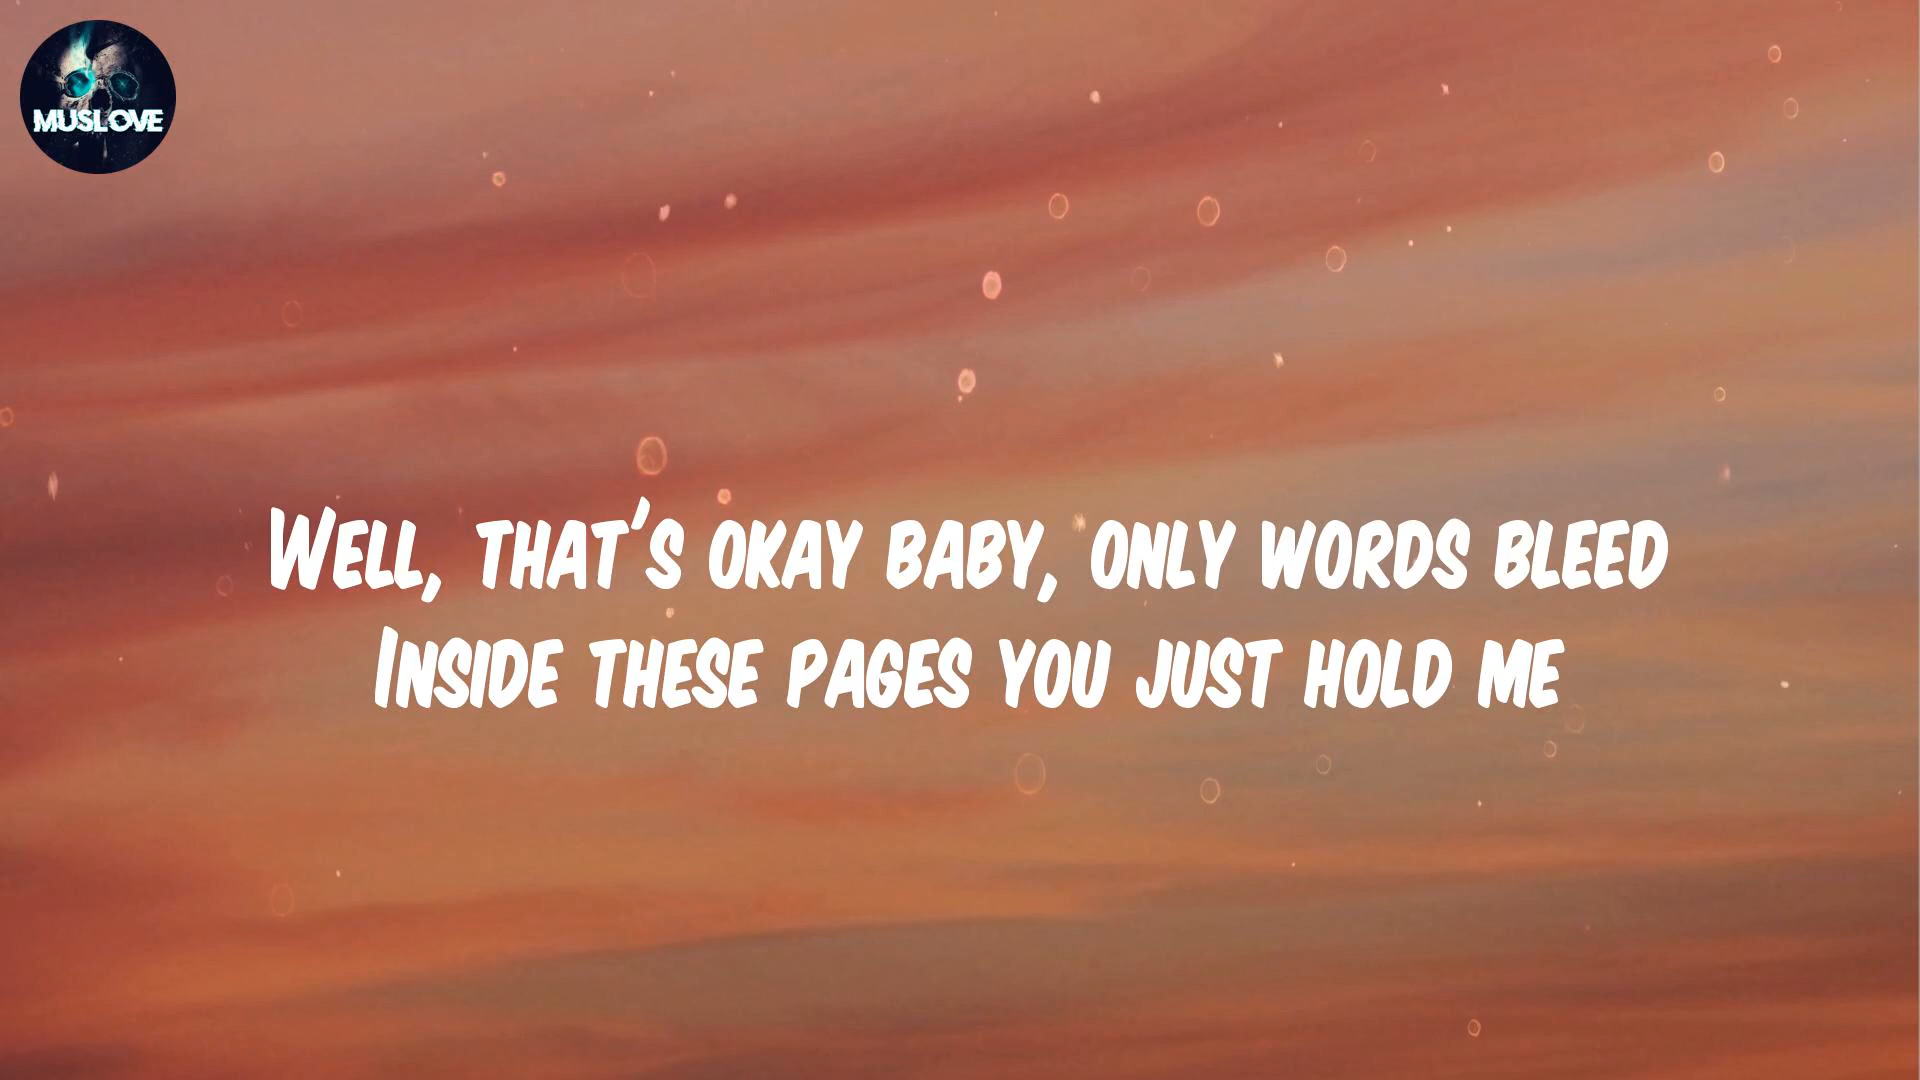 MUSLOVE
Well, that's okay baby, only words bleed
Inside these pages you just hold me